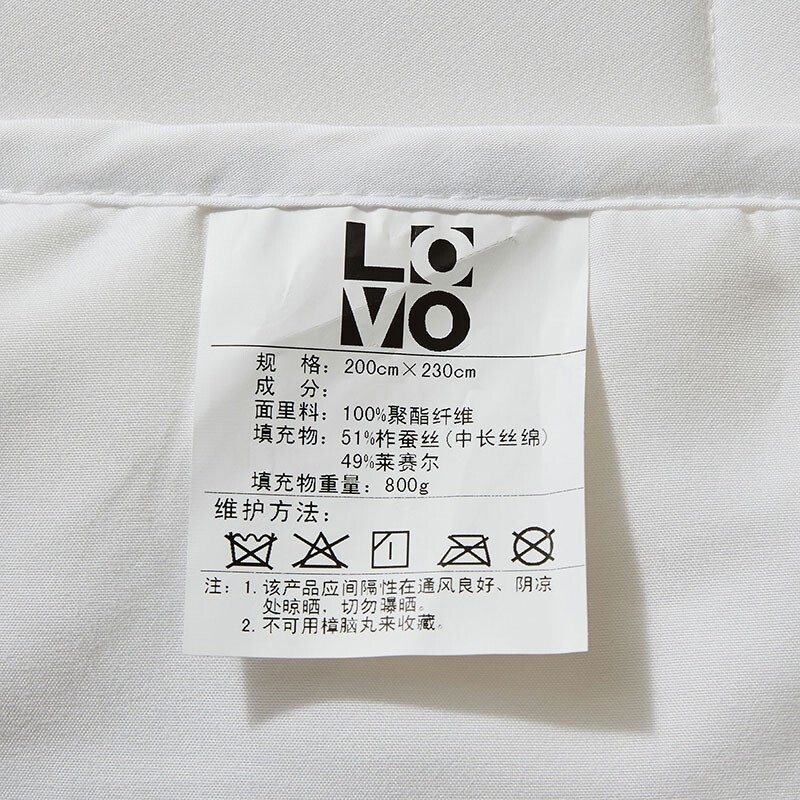 LOVO
规 格：200cm×230cm
成 分：
面里料：100%聚酯纤维
填充物：51%柞蚕丝(中长丝绵)
49%莱赛尔
填充物重量：800g
维护方法：
注：1.该产品应间隔性在通风良好、阴凉
处晾晒，切勿曝晒。
2.不可用樟脑丸来收藏。